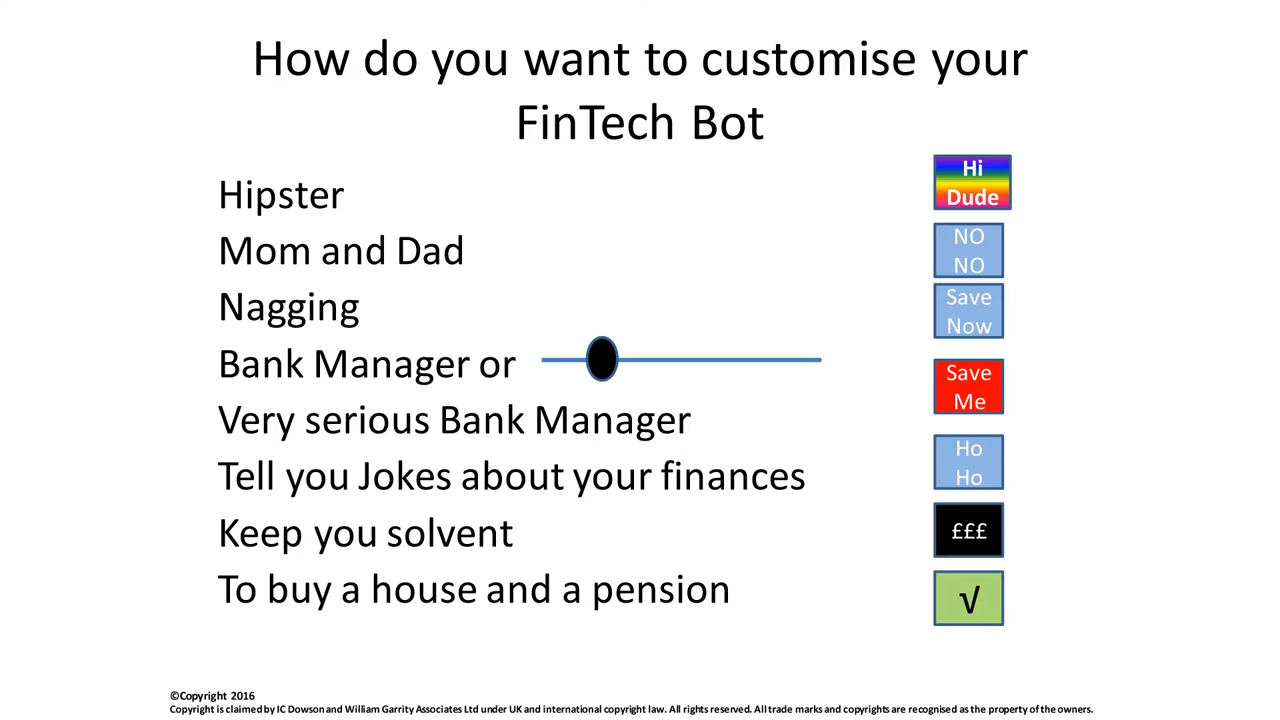 How do you want to customise your
FinTech Bot
Hipster
Hi
Dude
Mom and Dad
NO
NO
Nagging
Save
Now
Bank Manager or
Save
Me
Very serious Bank Manager
Tell you Jokes about your finances
Ho
Ho
Keep you solvent
£££
To buy a house and a pension
√
©Copyright 2016
Copyright is claimed by IC Dowson and William Garrity Associates Ltd under UK and international copyright law. All rights reserved. All trade marks and copyrights are recognised as the property of the owners.